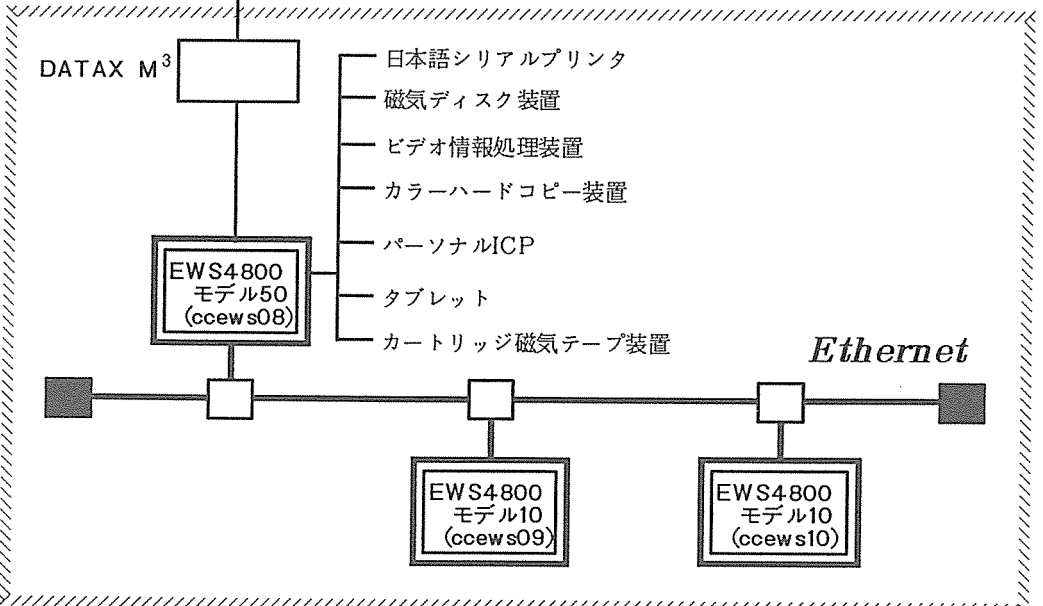 DATAX M³
日本語シリアルプリンタ
磁気ディスク装置
ビデオ情報処理装置
カラーハードコピー装置
パーソナルICP
タブレット
カートリッジ磁気テープ装置
EWS4800
モデル50
(ccews08)
Ethernet
EWS4800
モデル10
(ccews09)
EWS4800
モデル10
(ccews10)